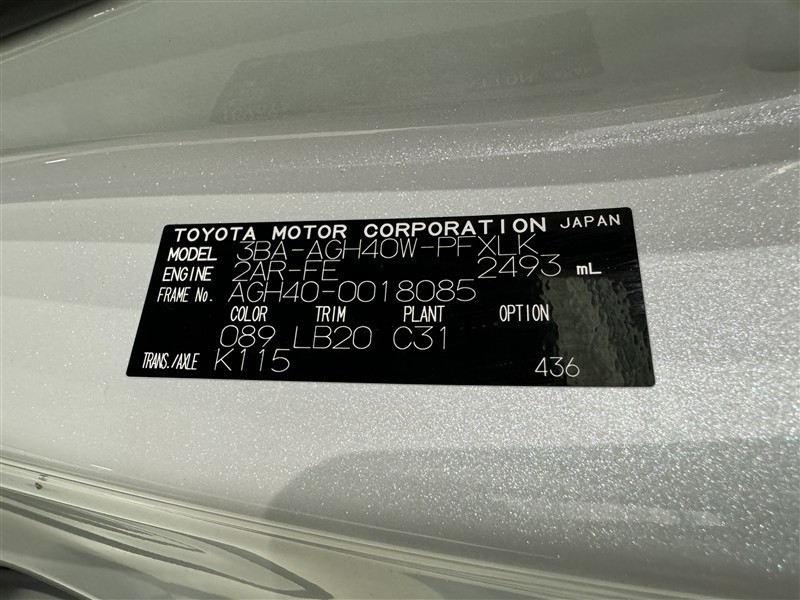 TOYOTA MOTOR CORPORATION JAPAN
MODEL 3BA-AGH40W-PFXLK
ENGINE 2AR-FE 2493 mL
FRAME No. AGH40-0018085
COLOR TRIM PLANT OPTION
089 LB20 C31
TRANS./AXLE K115 436